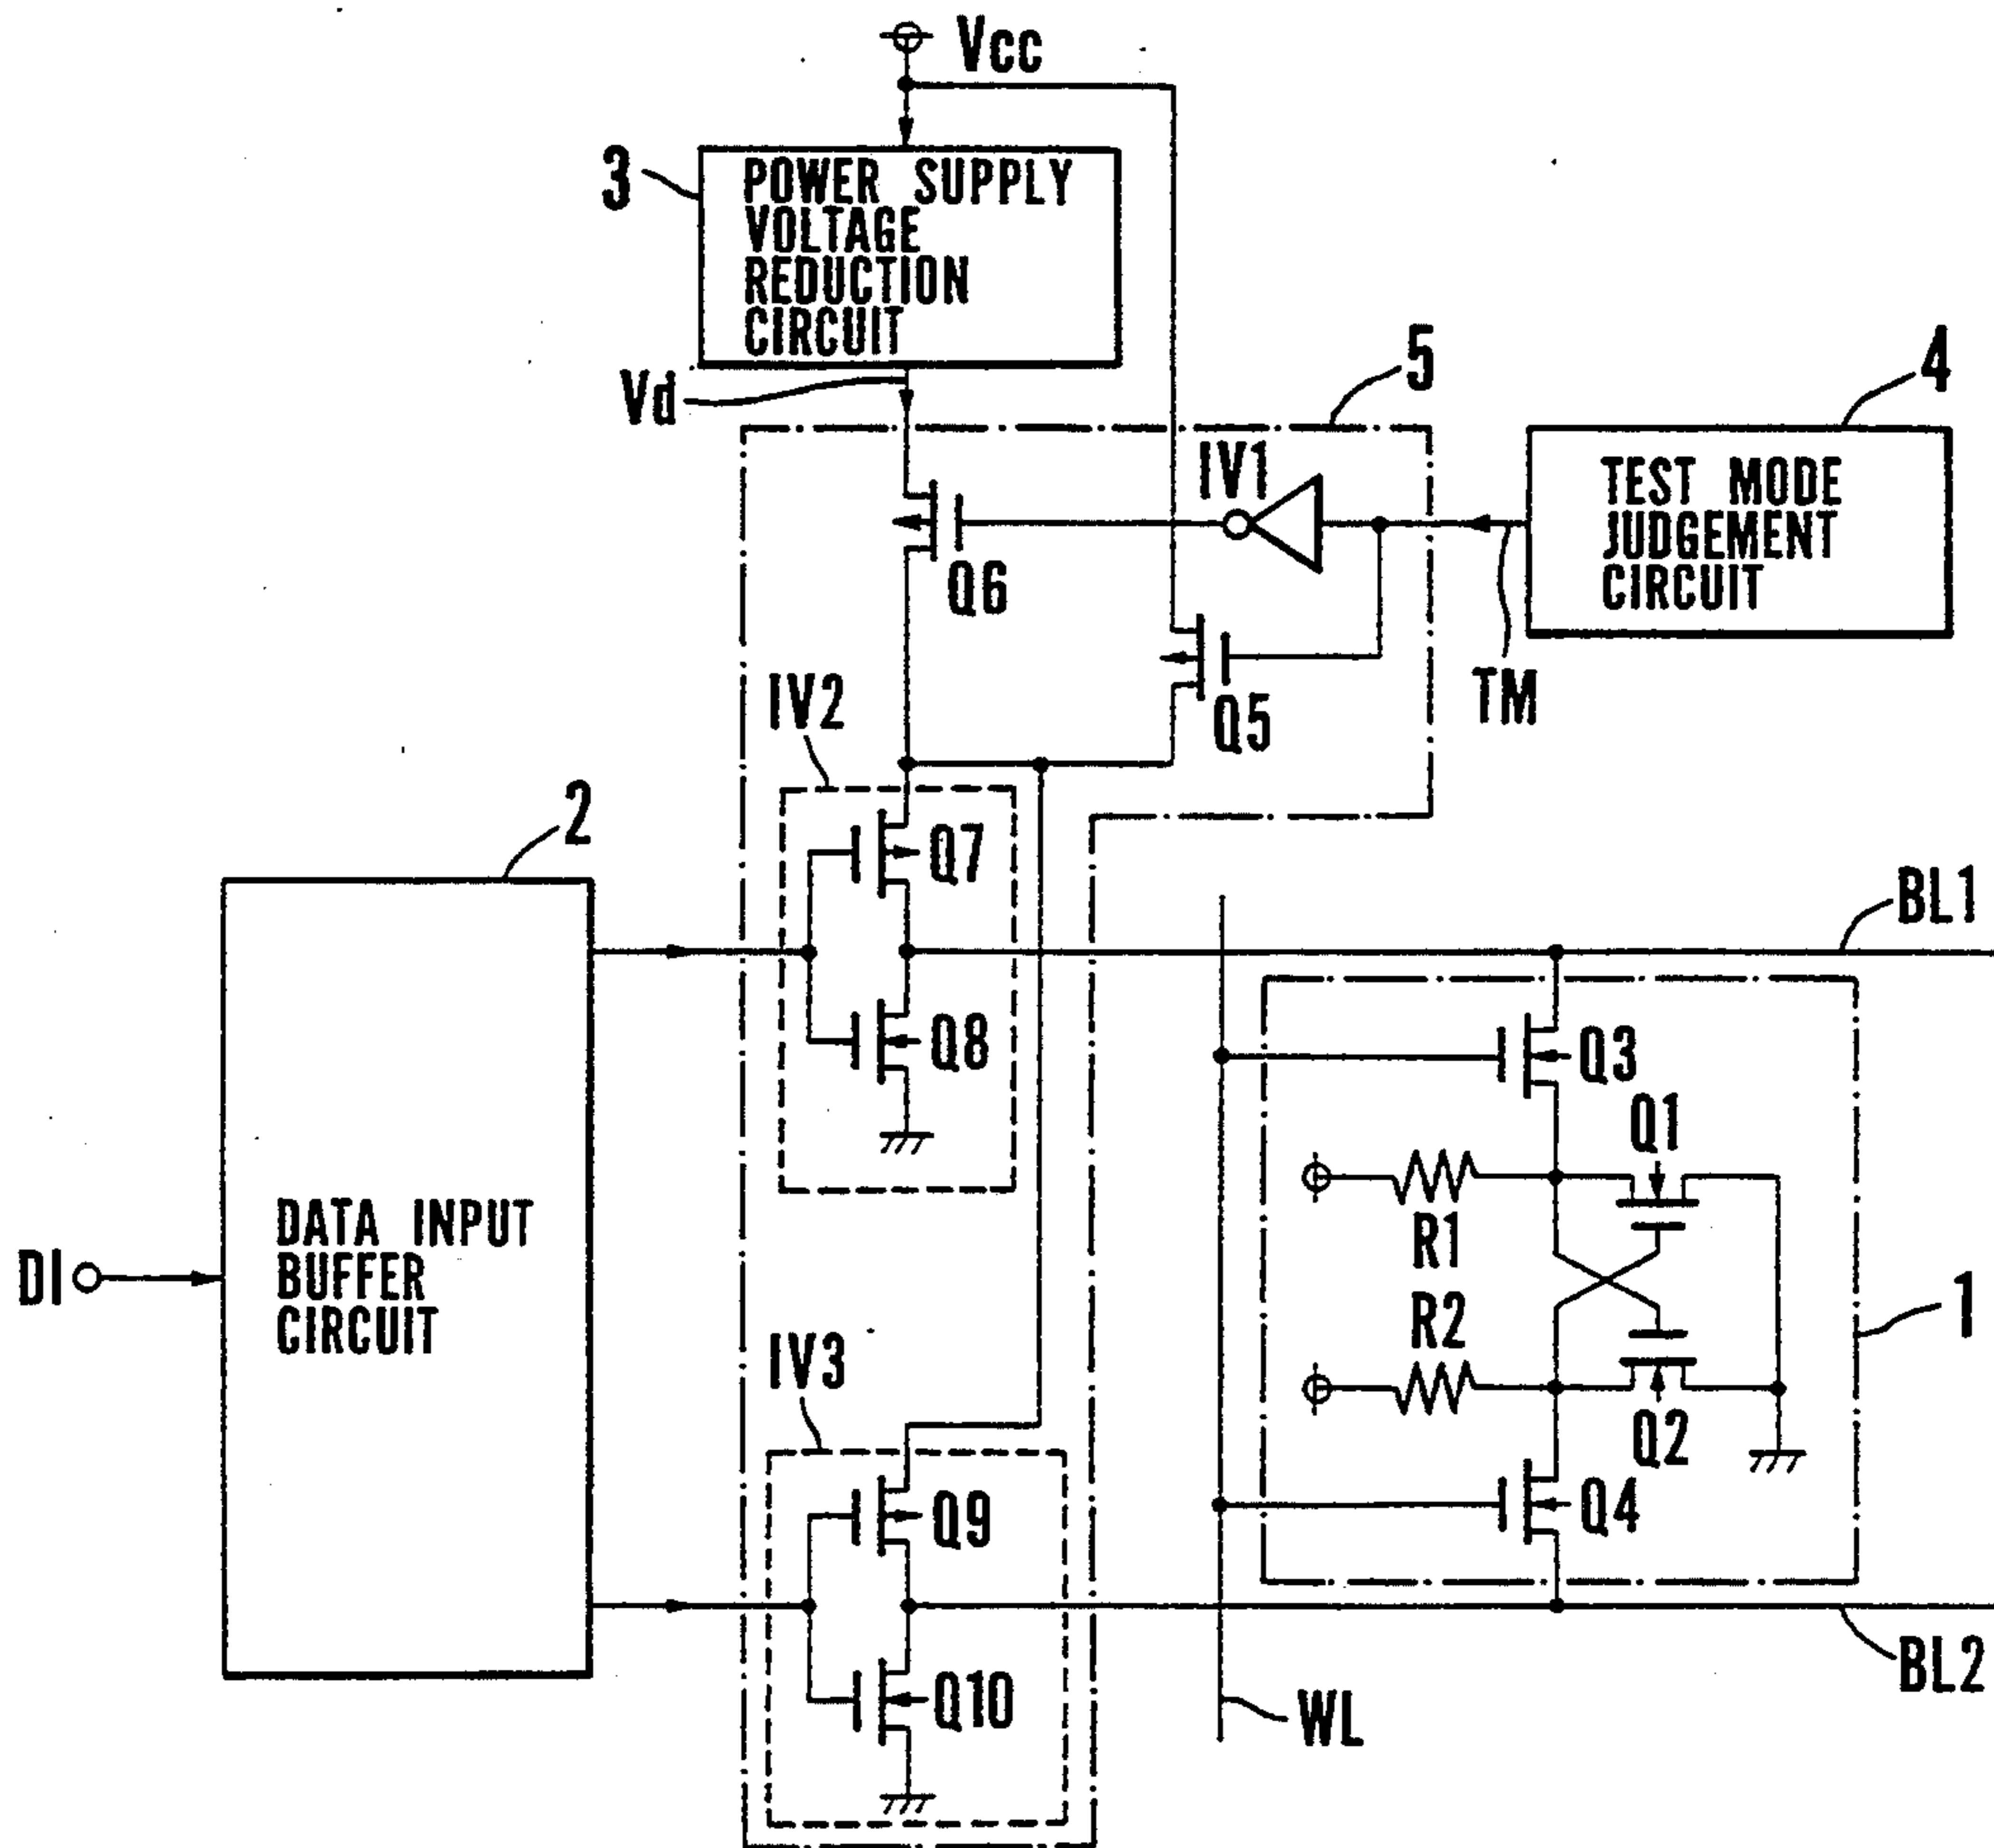 Vcc
3
POWER SUPPLY
VOLTAGE
REDUCTION
CIRCUIT
Vd
5
4
IV1
TEST MODE
JUDGEMENT
CIRCUIT
Q6
Q5
TM
IV2
2
Q7
BL1
Q8
Q3
Q1
DATA INPUT
BUFFER
CIRCUIT
DI
R1
1
R2
IV3
Q2
Q9
Q4
Q10
BL2
WL